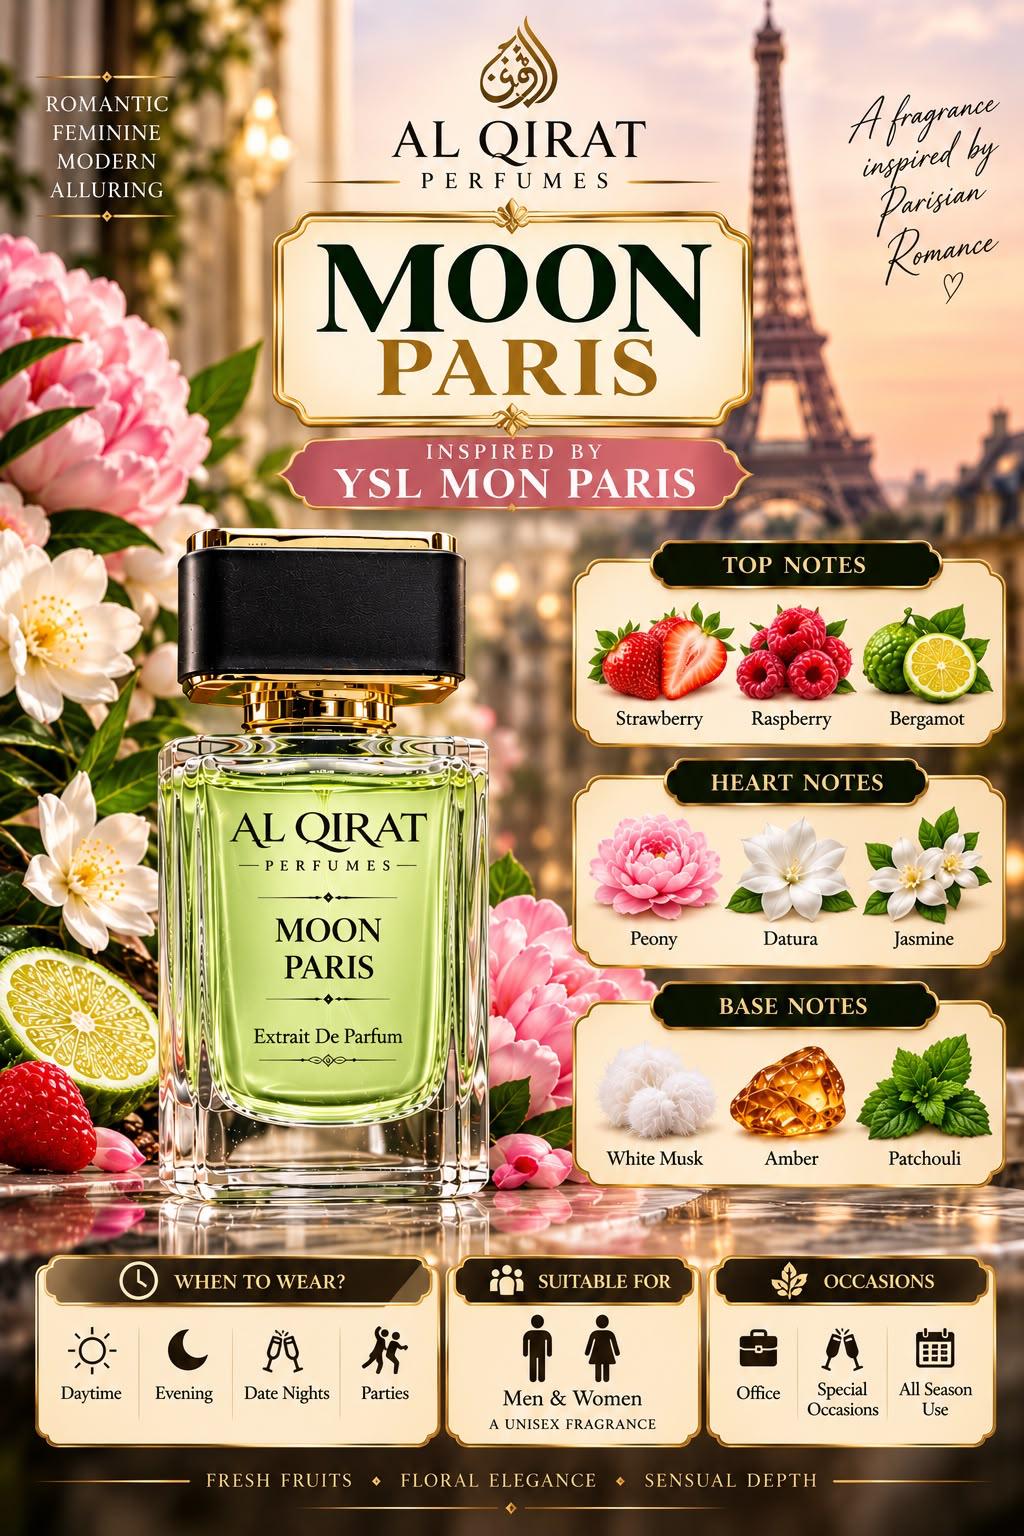 ROMANTIC
FEMININE
MODERN
ALLURING
AL QIRAT
PERFUMES
A fragrance
inspired by
Parisian
Romance
MOON
PARIS
INSPIRED BY
YSL MON PARIS
AL QIRAT
PERFUMES
MOON
PARIS
Extrait De Parfum
TOP NOTES
Strawberry Raspberry Bergamot
HEART NOTES
Peony Datura Jasmine
BASE NOTES
White Musk Amber Patchouli
WHEN TO WEAR?
Daytime Evening Date Nights Parties
SUITABLE FOR
Men & Women
A UNISEX FRAGRANCE
OCCASIONS
Office Special Occasions All Season Use
FRESH FRUITS FLORAL ELEGANCE SENSUAL DEPTH